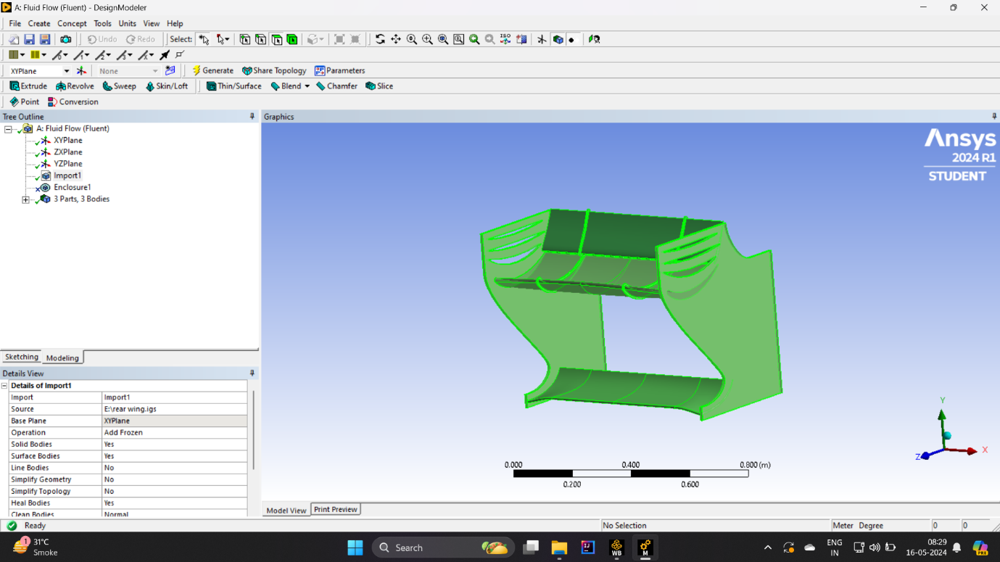 A: Fluid Flow (Fluent) - DesignModeler
File Create Concept Tools Units View Help
Undo Redo Select: ISO
XYPlane None Generate Share Topology Parameters
Extrude Revolve Sweep Skin/Loft Thin/Surface Blend Chamfer Slice
Point Conversion
Tree Outline
A: Fluid Flow (Fluent)
XYPlane
ZXPlane
YZPlane
Import1
Enclosure1
3 Parts, 3 Bodies
Sketching Modeling
Details View
Details of Import1
Import Import1
Source E:\rear wing.igs
Base Plane XYPlane
Operation Add Frozen
Solid Bodies Yes
Surface Bodies Yes
Line Bodies No
Simplify Geometry No
Simplify Topology No
Heal Bodies Yes
Clean Bodies Normal
Graphics
Ansys
2024 R1
STUDENT
Y
Z X
0.000 0.400 0.800 (m)
0.200 0.600
Model View Print Preview
Ready No Selection Meter Degree 0 0
1 31°C
Smoke
Search
WB M
ENG
IN
08:29
16-05-2024
PRE